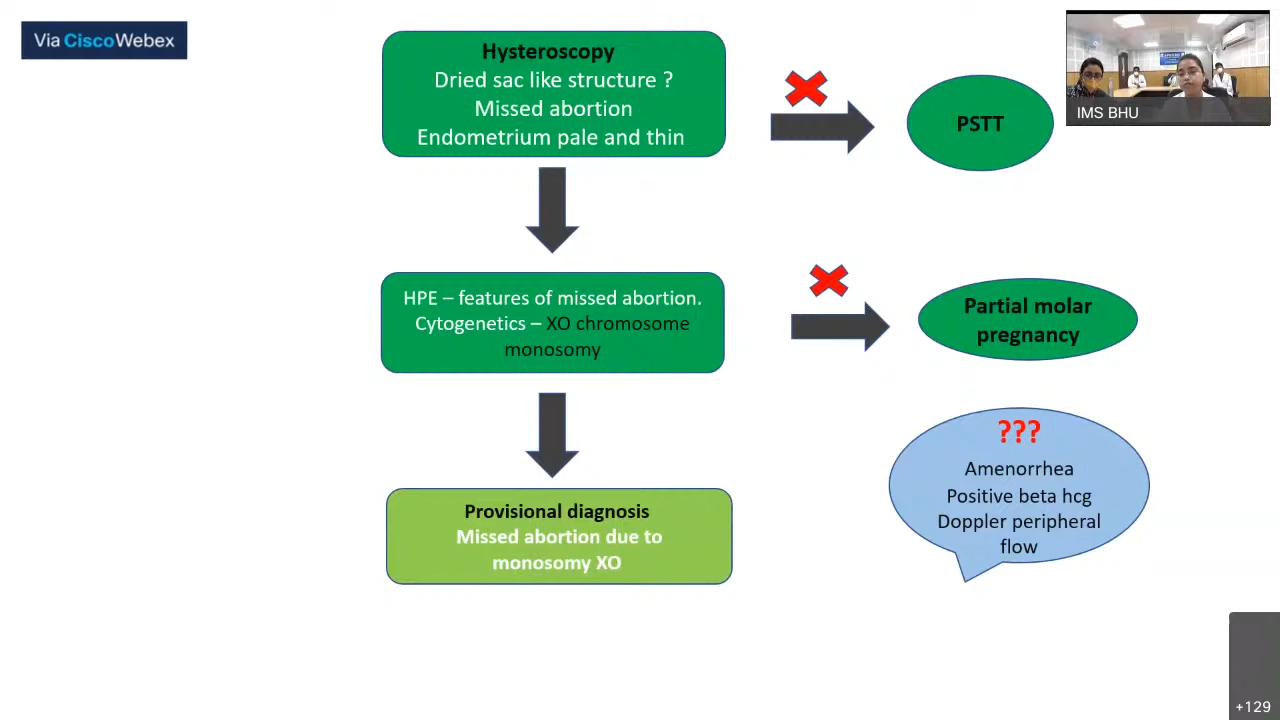 Via CiscoWebex
Hysteroscopy
Dried sac like structure ?
Missed abortion
Endometrium pale and thin
PSTT
IMS BHU
HPE – features of missed abortion.
Cytogenetics – XO chromosome
monosomy
Partial molar
pregnancy
???
Amenorrhea
Positive beta hcg
Doppler peripheral
flow
Provisional diagnosis
Missed abortion due to
monosomy XO
+129